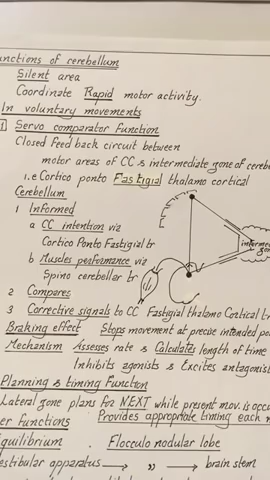 unctions of cerebellum
Silent area
Coordinate Rapid motor activity.
In voluntary movements
1 Servo comparator Function
Closed Feed back circuit between
motor areas of CC & intermediate zone of cerebe
i.e Cortico ponto Fastigial thalamo cortical
Cerebellum
1 Informed
a CC intention via
Cortico Ponto Fastigial tr
intermedi
zone
b Muscles performance via
Spino cerebellar tr
2 Compares
3 Corrective signals to CC Fastigial thalamo Cortical tr
Braking effect Stops movement at precise intended po
Mechanism Assesses rate & Calculates length of time
Inhibits agonists & Excites antagonist
Planning & timing Function
Lateral zone plans for NEXT while present mov. is occu
er functions Provides appropriate timing each m
quilibrium . Flocculo nodular lobe
estibular apparatus → " → brain stem